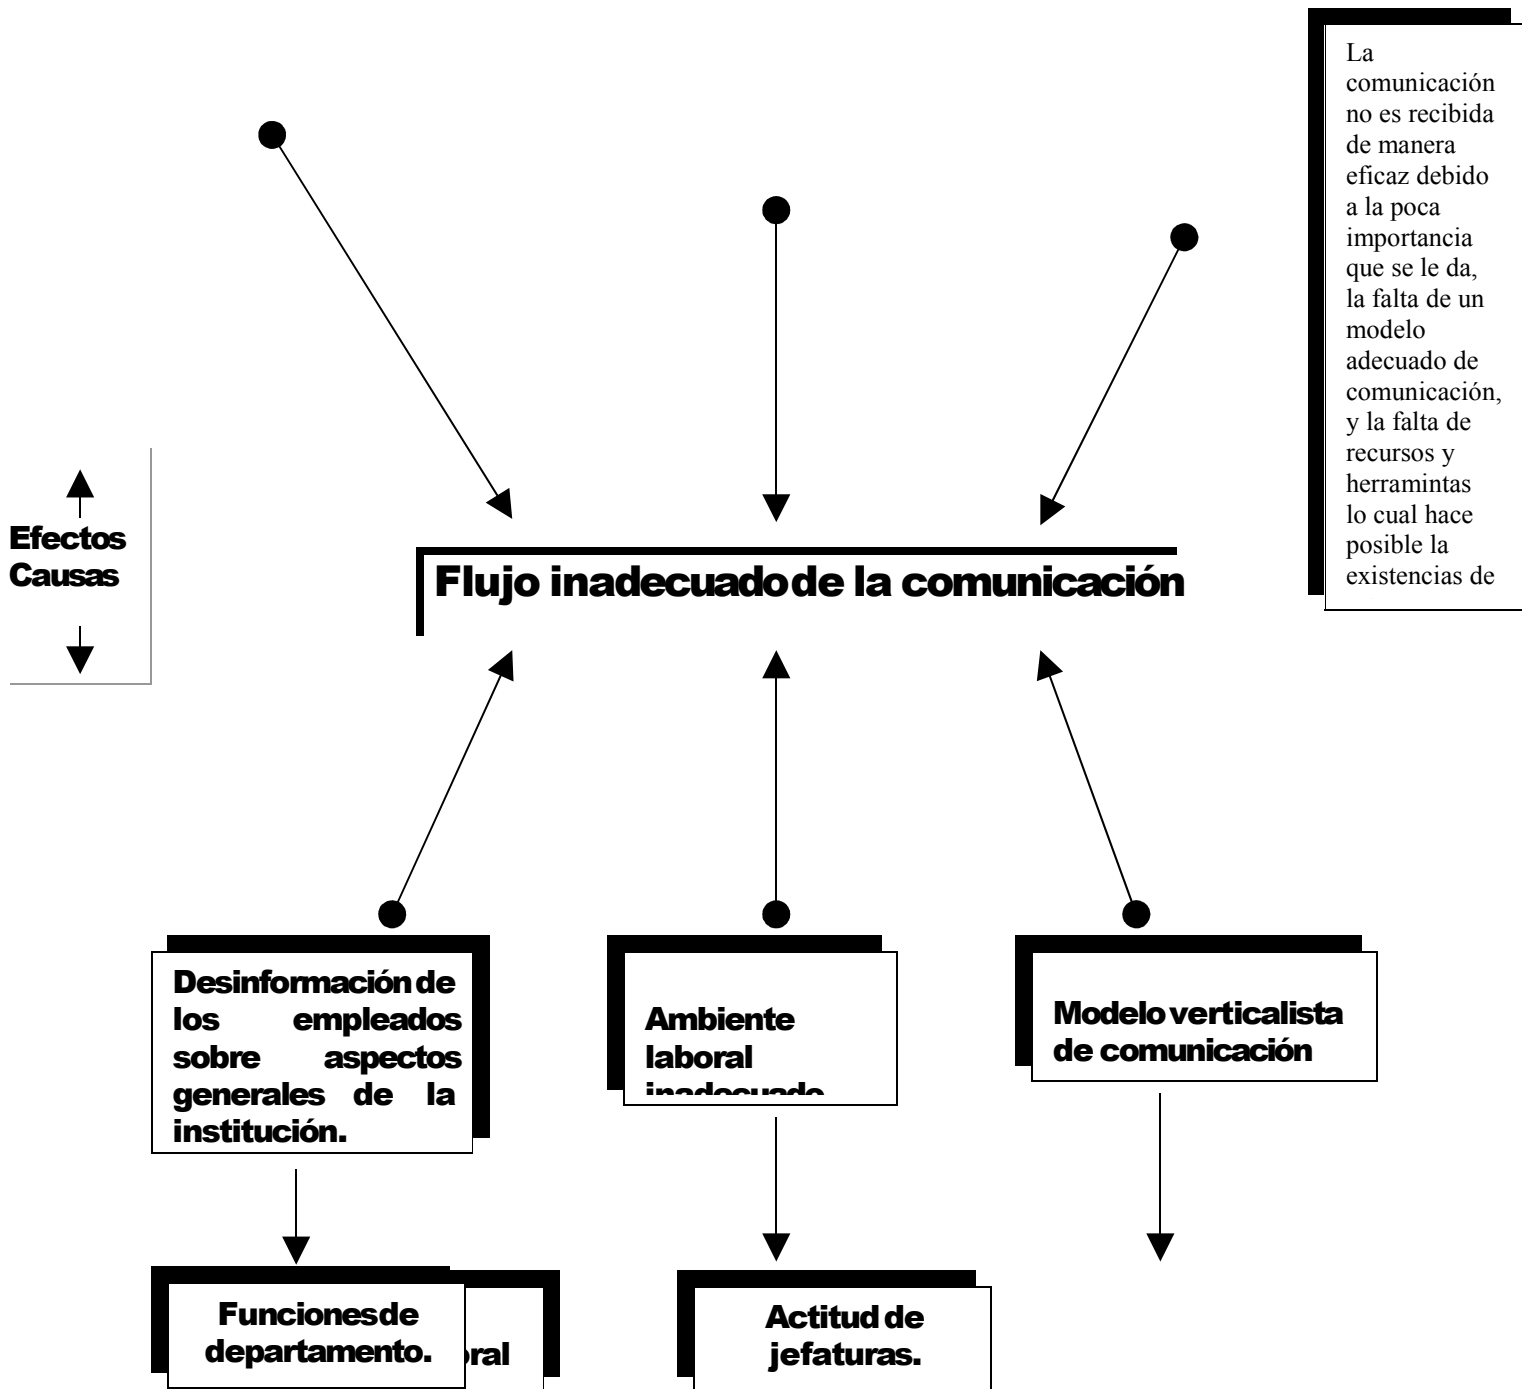 La
comunicación
no es recibida
de manera
eficaz debido
a la poca
importancia
que se le da,
la falta de un
modelo
adecuado de
comunicación,
y la falta de
recursos y
herramintas
lo cual hace
posible la
existencias de
Efectos
Causas
Flujo inadecuado de la comunicación
Desinformación de
los empleados
sobre aspectos
generales de la
institución.
Ambiente
laboral
inadecuado
Modelo verticalista
de comunicación
Funciones de
departamento.
Actitud de
jefaturas.